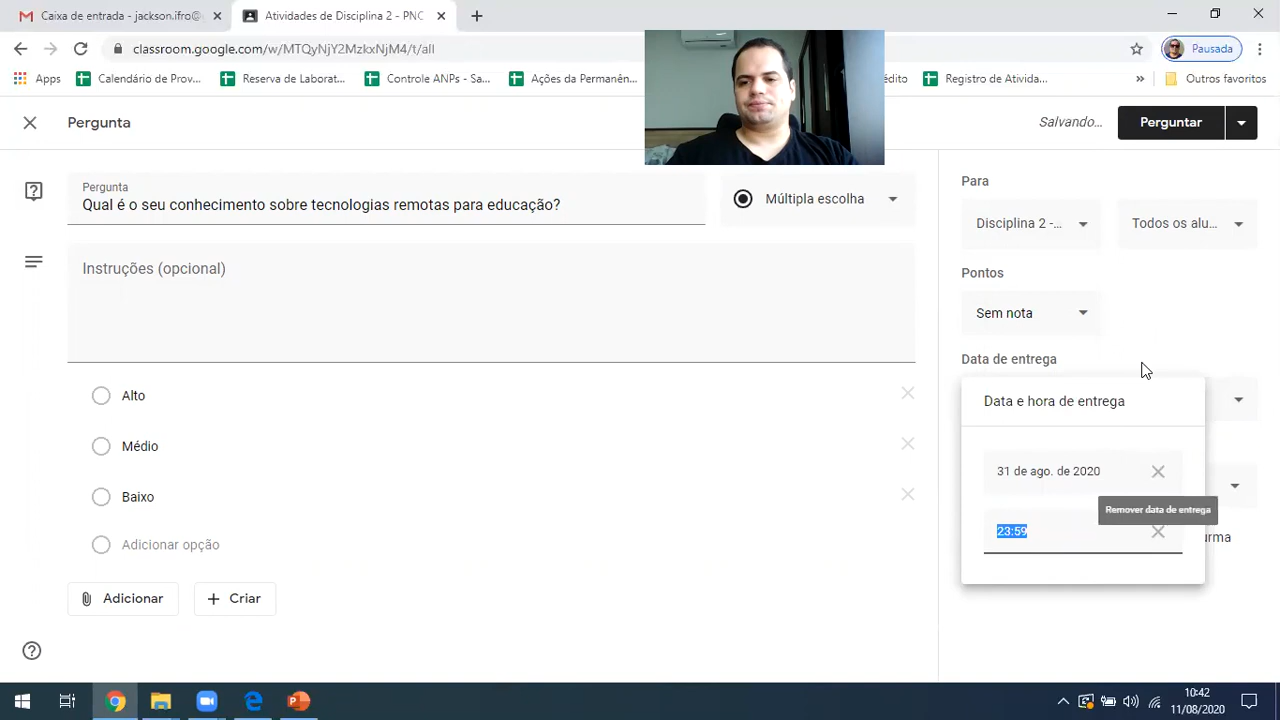 Caixa de entrada - jackson.ifro@
Atividades de Disciplina 2 - PNC
classroom.google.com/w/MTQyNjY2MzkxNjM4/t/all
Pausada
Apps
Calendário de Prov...
Reserva de Laborat...
Controle ANPs - Sa...
Ações da Permanên...
édito
Registro de Ativida...
»
Outros favoritos
Pergunta
Salvando...
Perguntar
Pergunta
Qual é o seu conhecimento sobre tecnologias remotas para educação?
Múltipla escolha
Instruções (opcional)
Alto
Médio
Baixo
Adicionar opção
Adicionar
Criar
Para
Disciplina 2 -...
Todos os alu...
Pontos
Sem nota
Data de entrega
Data e hora de entrega
31 de ago. de 2020
Remover data de entrega
23:59
urma
10:42
11/08/2020